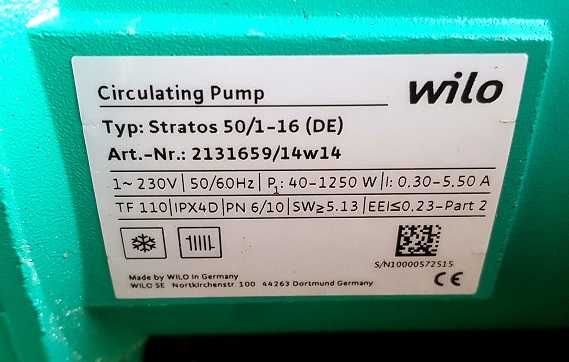 wilo
Circulating Pump
Typ: Stratos 50/1-16 (DE)
Art.-Nr.: 2131659/14w14
1~ 230V | 50/60Hz | P₁: 40-1250 W | I: 0.30-5.50 A
TF 110 | IPX4D | PN 6/10 | SW≥5.13 | EEI≤0.23-Part 2
S/N10000572515
Made by WILO in Germany
WILO SE Nortkirchenstr. 100 44263 Dortmund Germany
CE